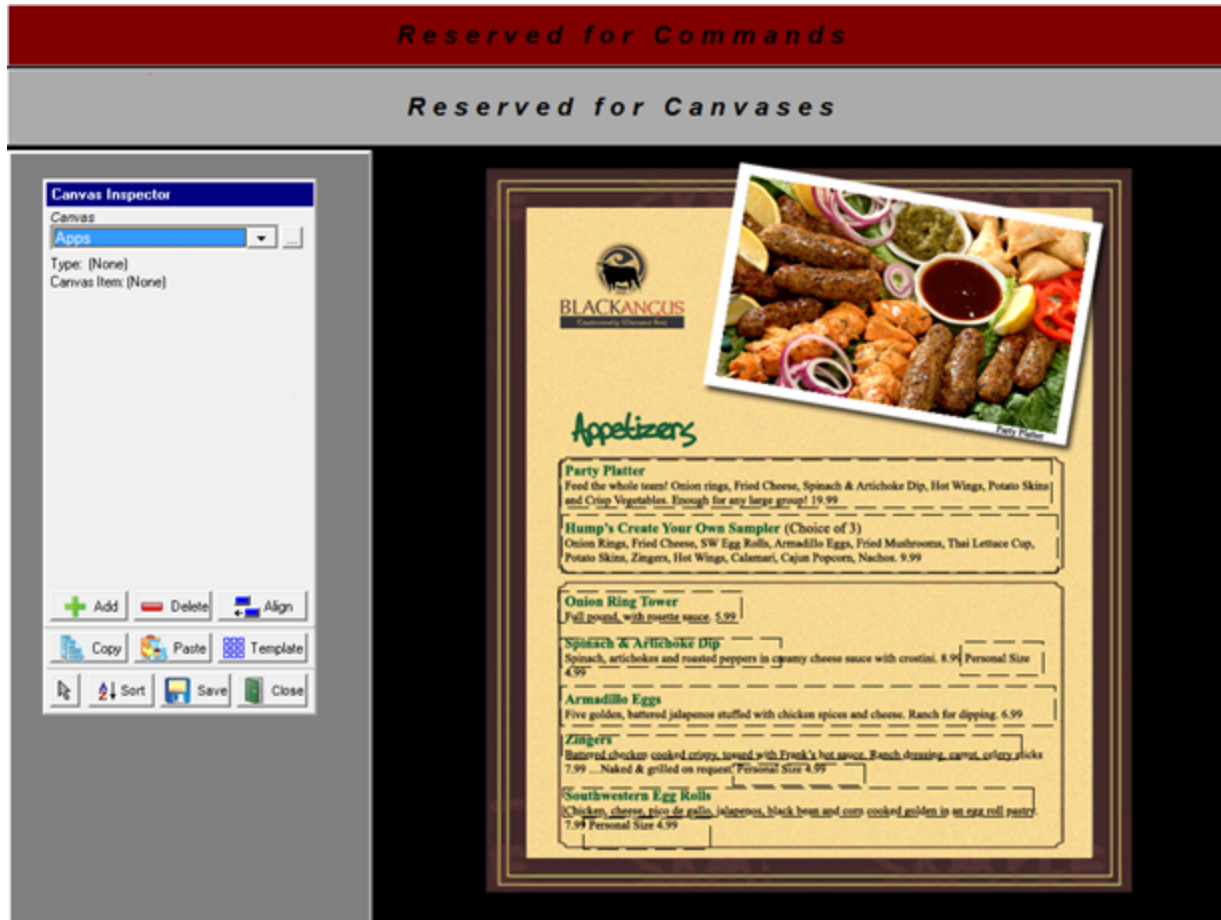 Reserved for Commands
Reserved for Canvases
Canvas Inspector
Canvas
Apps
...
Type: (None)
Canvas Item: (None)
Add
Delete
Align
Copy
Paste
Template
Sort
Save
Close
BLACKANGUS
Party Platter
Appetizers
Party Platter
Feed the whole team! Onion rings, Fried Cheese, Spinach & Artichoke Dip, Hot Wings, Potato Skins
and Crisp Vegetables. Enough for any large group! 19.99
Hump's Create Your Own Sampler (Choice of 3)
Onion Rings, Fried Cheese, SW Egg Rolls, Armadillo Eggs, Fried Mushrooms, Thai Lettuce Cup,
Potato Skins, Zingers, Hot Wings, Calamari, Cajun Popcorn, Nachos. 9.99
Onion Ring Tower
Full pound, with rosette sauce. 5.99
Spinach & Artichoke Dip
Spinach, artichokes and roasted peppers in creamy cheese sauce with crostini. 8.99 Personal Size
4.99
Armadillo Eggs
Five golden, battered jalapenos stuffed with chicken spices and cheese. Ranch for dipping. 6.99
Zingers
Battered chicken cooked crispy, tossed with Frank's hot sauce. Ranch dressing, carrot, celery sticks
7.99 ....Naked & grilled on request. Personal Size 4.99
Southwestern Egg Rolls
Chicken, cheese, pico de gallo, jalapenos, black bean and corn cooked golden in an egg roll pastry.
7.99 Personal Size 4.99